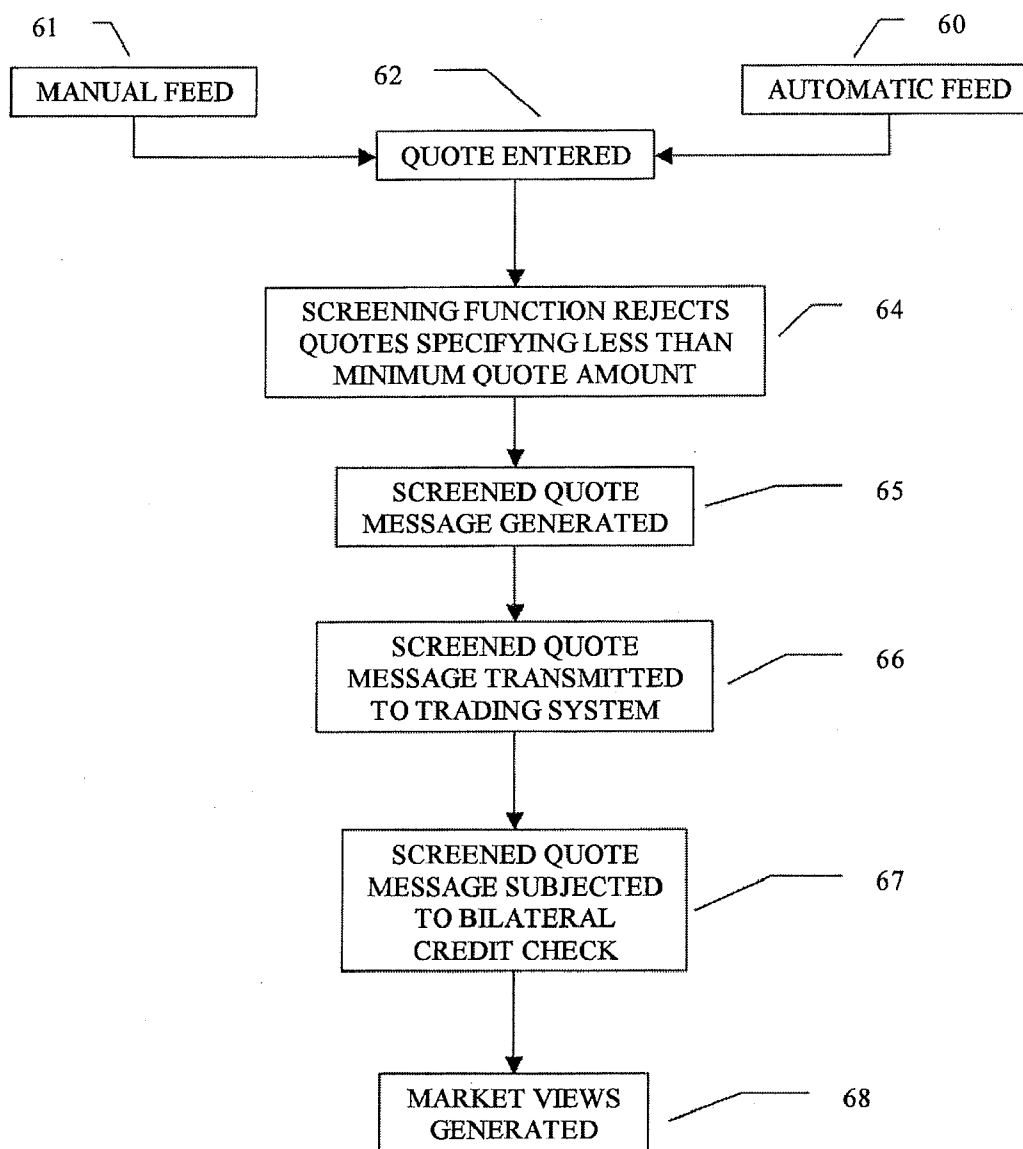 61
60
MANUAL FEED
62
AUTOMATIC FEED
QUOTE ENTERED
SCREENING FUNCTION REJECTS
QUOTES SPECIFYING LESS THAN
MINIMUM QUOTE AMOUNT
64
SCREENED QUOTE
MESSAGE GENERATED
65
SCREENED QUOTE
MESSAGE TRANSMITTED
TO TRADING SYSTEM
66
SCREENED QUOTE
MESSAGE SUBJECTED
TO BILATERAL
CREDIT CHECK
67
MARKET VIEWS
GENERATED
68